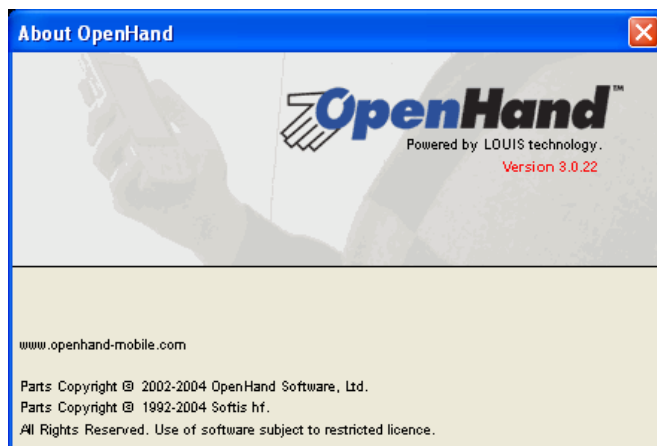 About OpenHand
OpenHand™
Powered by LOUIS technology.
Version 3.0.22
www.openhand-mobile.com
Parts Copyright © 2002-2004 OpenHand Software, Ltd.
Parts Copyright © 1992-2004 Softis hf.
All Rights Reserved. Use of software subject to restricted licence.